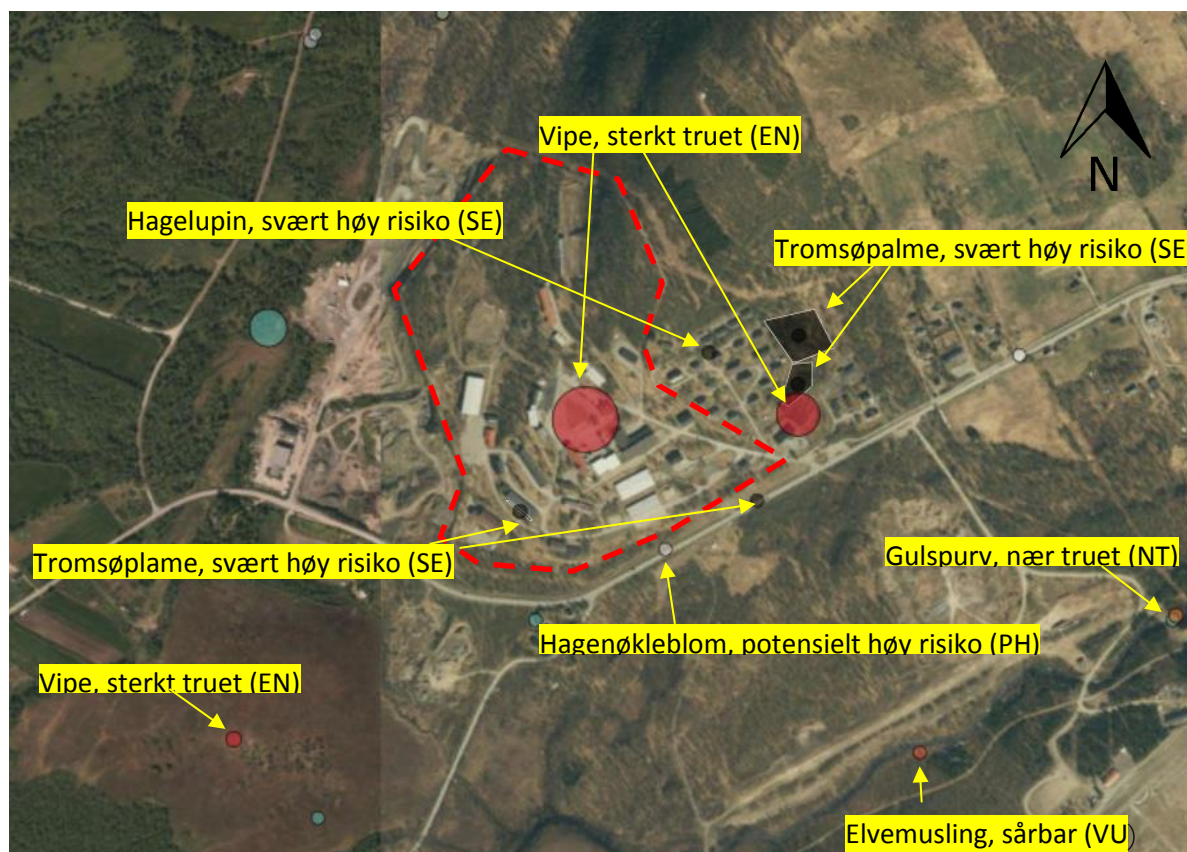 Vipe, sterkt truet (EN)
N
Hagelupin, svært høy risiko (SE)
Tromsøpalme, svært høy risiko (SE
Tromsøplame, svært høy risiko (SE)
Gulspurv, nær truet (NT)
Hagenøkleblom, potensielt høy risiko (PH)
Vipe, sterkt truet (EN)
Elvemusling, sårbar (VU)